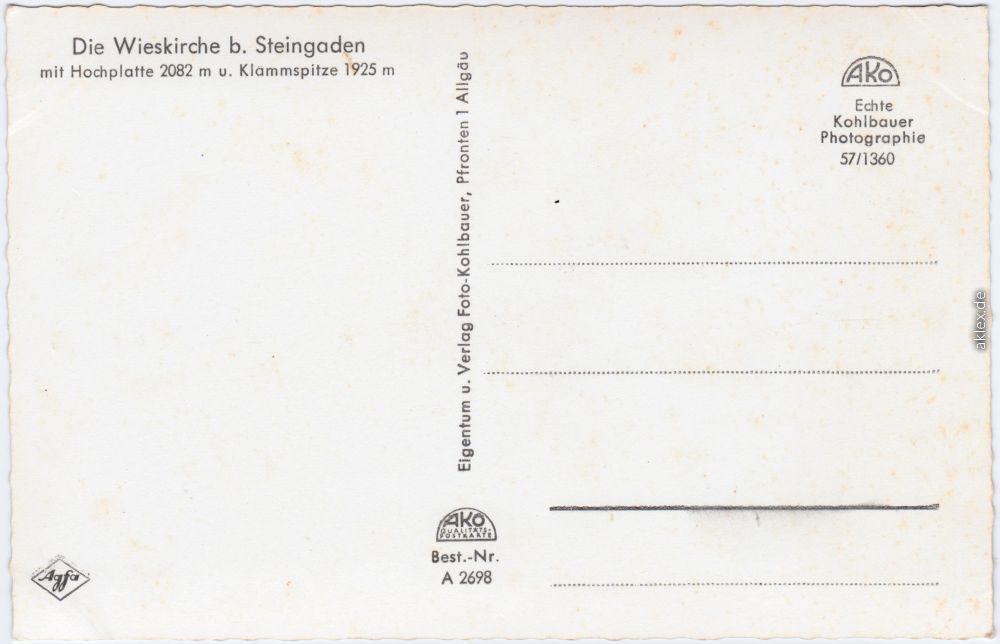 Die Wieskirche b. Steingaden
mit Hochplatte 2082 m u. Klammspitze 1925 m
Eigentum u. Verlag Foto-Kohlbauer, Pfronten 1 Allgäu
AKO
Echte
Kohlbauer
Photographie
57/1360
AKO
QUALITÄTS-
POSTKARTE
Best.-Nr.
A 2698
Agfa
aklex.de